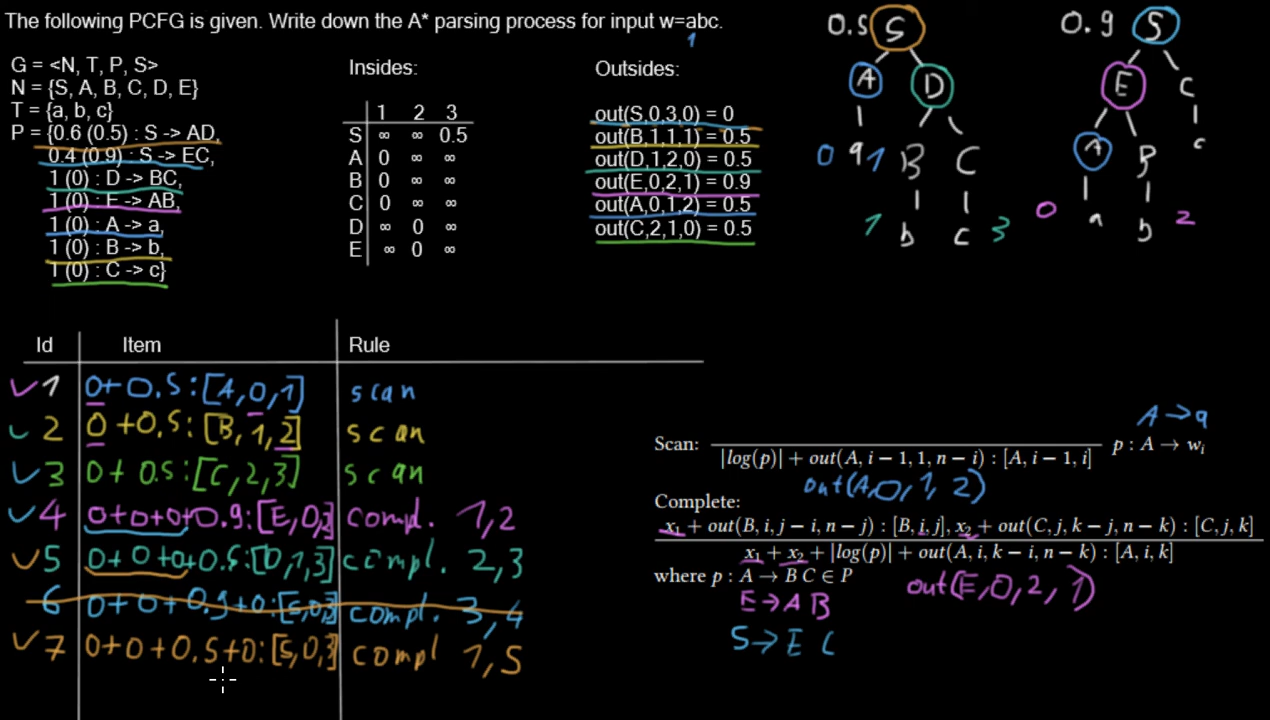 The following PCFG is given. Write down the A* parsing process for input w=abc.
1
G = <N, T, P, S>
N = {S, A, B, C, D, E}
T = {a, b, c}
P = {0.6 (0.5) : S -> AD,
0.4 (0.9) : S -> EC,
1 (0) : D -> BC,
1 (0) : E -> AB,
1 (0) : A -> a,
1 (0) : B -> b,
1 (0) : C -> c}
Insides:
1 2 3
S ∞ ∞ 0.5
A 0 ∞ ∞
B 0 ∞ ∞
C 0 ∞ ∞
D ∞ 0 ∞
E ∞ 0 ∞
Outsides:
out(S,0,3,0) = 0
out(B,1,1,1) = 0.5
out(D,1,2,0) = 0.5
out(E,0,2,1) = 0.9
out(A,0,1,2) = 0.5
out(C,2,1,0) = 0.5
0.5 S
A D
0 a 1 B C
1 b c 3
0.9 S
E C
A B c
0 a b 2
Id Item Rule
1 0+0.5:[A,0,1] scan
2 0+0.5:[B,1,2] scan
3 0+0.5:[C,2,3] scan
4 0+0+0+0.9:[E,0,2] compl. 1,2
5 0+0+0+0.5:[D,1,3] compl. 2,3
6 0+0+0.9+0:[S,0,3] compl. 3,4
7 0+0+0.5+0:[S,0,3] compl 1,5
A → a
Scan: p : A → wᵢ
|log(p)| + out(A, i − 1, 1, n − i) : [A, i − 1, i]
out(A,0,1,2)
Complete:
x₁ + out(B, i, j − i, n − j) : [B, i, j], x₂ + out(C, j, k − j, n − k) : [C, j, k]
x₁ + x₂ + |log(p)| + out(A, i, k − i, n − k) : [A, i, k]
where p : A → B C ∈ P
out(E,0,2,1)
E → A B
S → E C